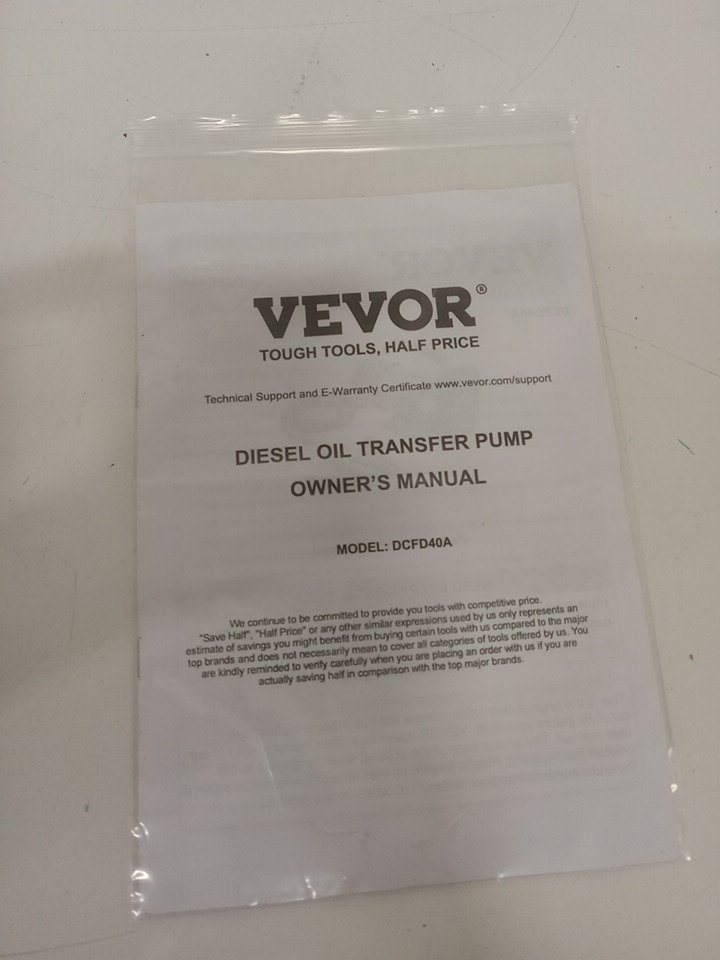 VEVOR®
TOUGH TOOLS, HALF PRICE
Technical Support and E-Warranty Certificate www.vevor.com/support
DIESEL OIL TRANSFER PUMP
OWNER'S MANUAL
MODEL: DCFD40A
We continue to be committed to provide you tools with competitive price.
"Save Half", "Half Price" or any other similar expressions used by us only represents an
estimate of savings you might benefit from buying certain tools with us compared to the major
top brands and does not necessarily mean to cover all categories of tools offered by us. You
are kindly reminded to verify carefully when you are placing an order with us if you are
actually saving half in comparison with the top major brands.